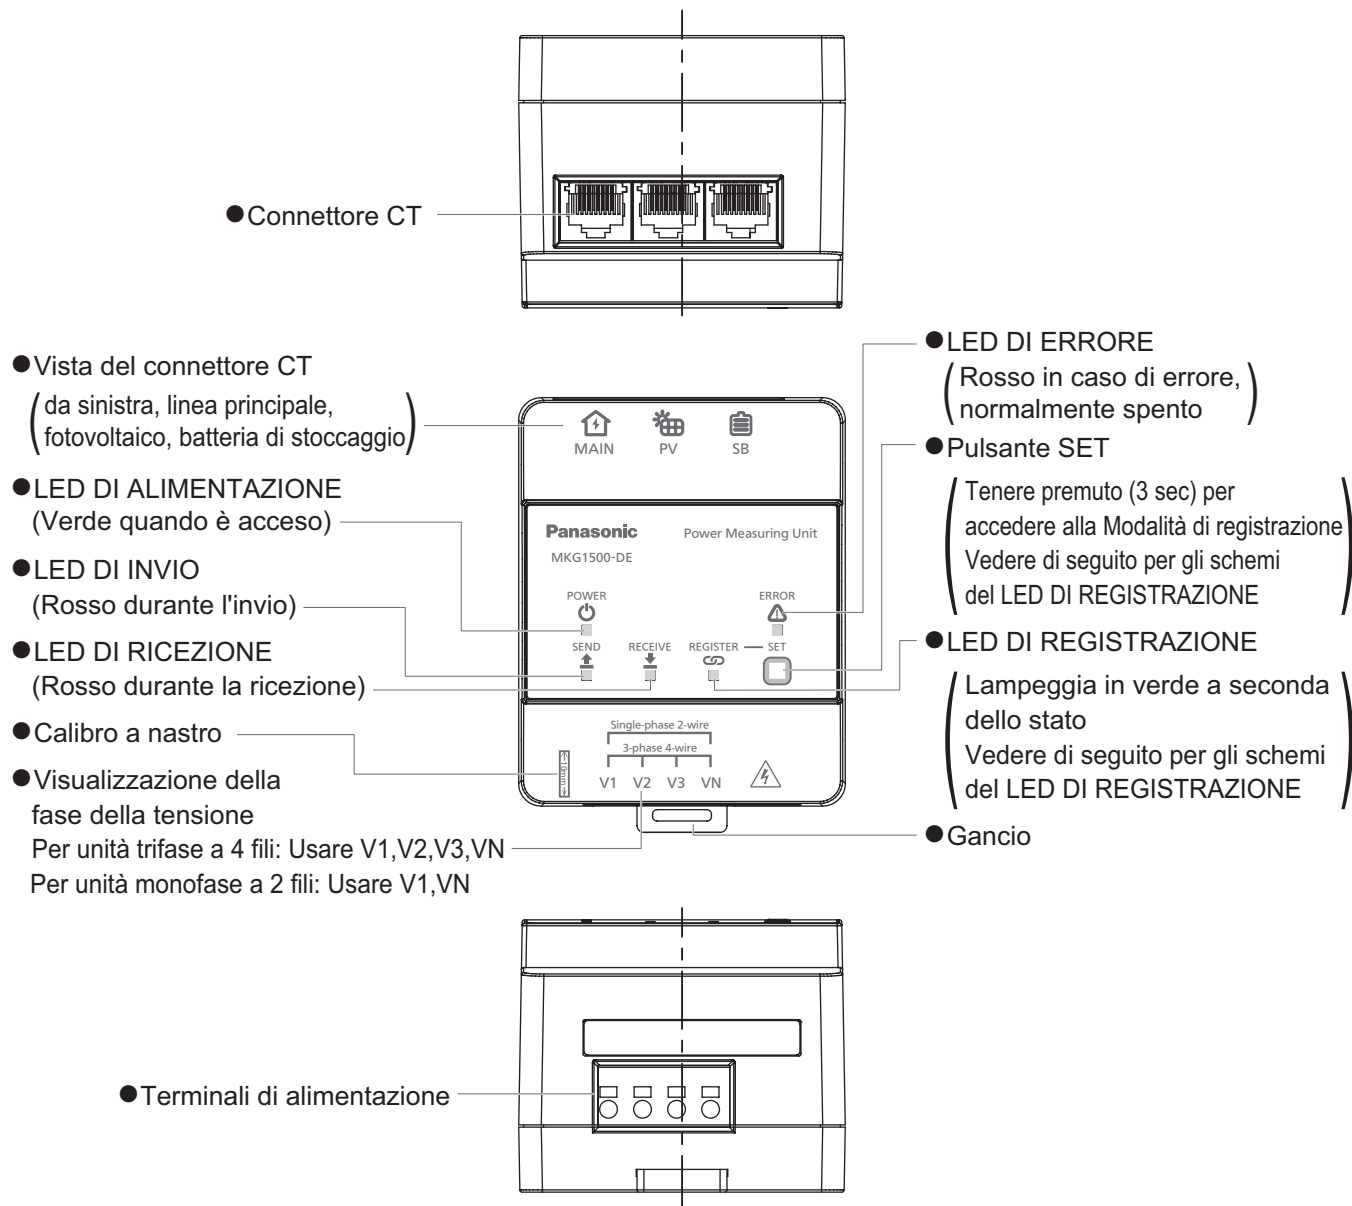 ●Connettore CT
●Vista del connettore CT
(da sinistra, linea principale,
fotovoltaico, batteria di stoccaggio)
●LED DI ALIMENTAZIONE
(Verde quando è acceso)
●LED DI INVIO
(Rosso durante l'invio)
●LED DI RICEZIONE
(Rosso durante la ricezione)
●Calibro a nastro
●Visualizzazione della
fase della tensione
Per unità trifase a 4 fili: Usare V1,V2,V3,VN
Per unità monofase a 2 fili: Usare V1,VN
MAIN PV SB
Panasonic Power Measuring Unit
MKG1500-DE
POWER ERROR
SEND RECEIVE REGISTER SET
Single-phase 2-wire
3-phase 4-wire
10mm
V1 V2 V3 VN
●LED DI ERRORE
(Rosso in caso di errore,
normalmente spento)
●Pulsante SET
(Tenere premuto (3 sec) per
accedere alla Modalità di registrazione
Vedere di seguito per gli schemi
del LED DI REGISTRAZIONE)
●LED DI REGISTRAZIONE
(Lampeggia in verde a seconda
dello stato
Vedere di seguito per gli schemi
del LED DI REGISTRAZIONE)
●Gancio
●Terminali di alimentazione